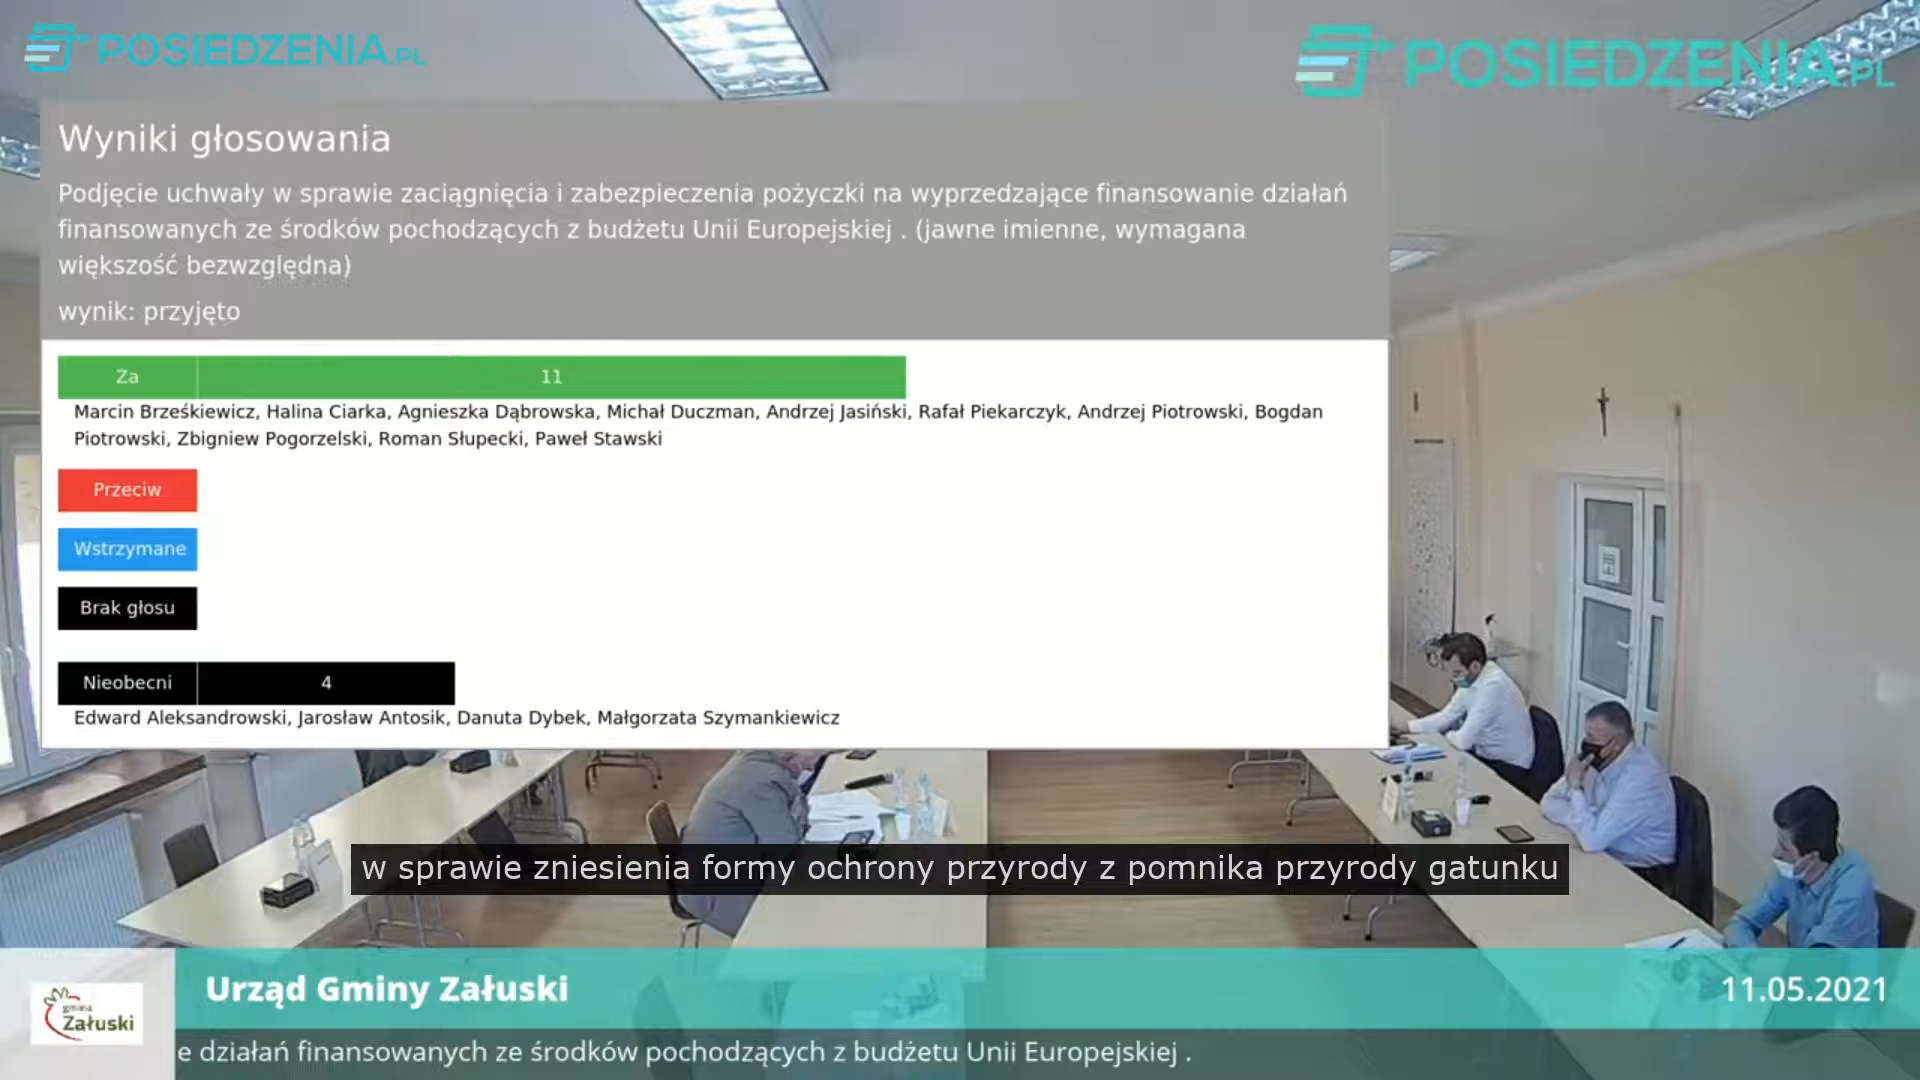 POSIEDZENIA.PL
POSIEDZENIA.PL
Wyniki głosowania
Podjęcie uchwały w sprawie zaciągnięcia i zabezpieczenia pożyczki na wyprzedzające finansowanie działań
finansowanych ze środków pochodzących z budżetu Unii Europejskiej . (jawne imienne, wymagana
większość bezwzględna)
wynik: przyjęto
Za 11
Marcin Brześkiewicz, Halina Ciarka, Agnieszka Dąbrowska, Michał Duczman, Andrzej Jasiński, Rafał Piekarczyk, Andrzej Piotrowski, Bogdan
Piotrowski, Zbigniew Pogorzelski, Roman Słupecki, Paweł Stawski
Przeciw
Wstrzymane
Brak głosu
Nieobecni 4
Edward Aleksandrowski, Jarosław Antosik, Danuta Dybek, Małgorzata Szymankiewicz
w sprawie zniesienia formy ochrony przyrody z pomnika przyrody gatunku
Urząd Gminy Załuski
11.05.2021
gmina
Załuski
e działań finansowanych ze środków pochodzących z budżetu Unii Europejskiej .